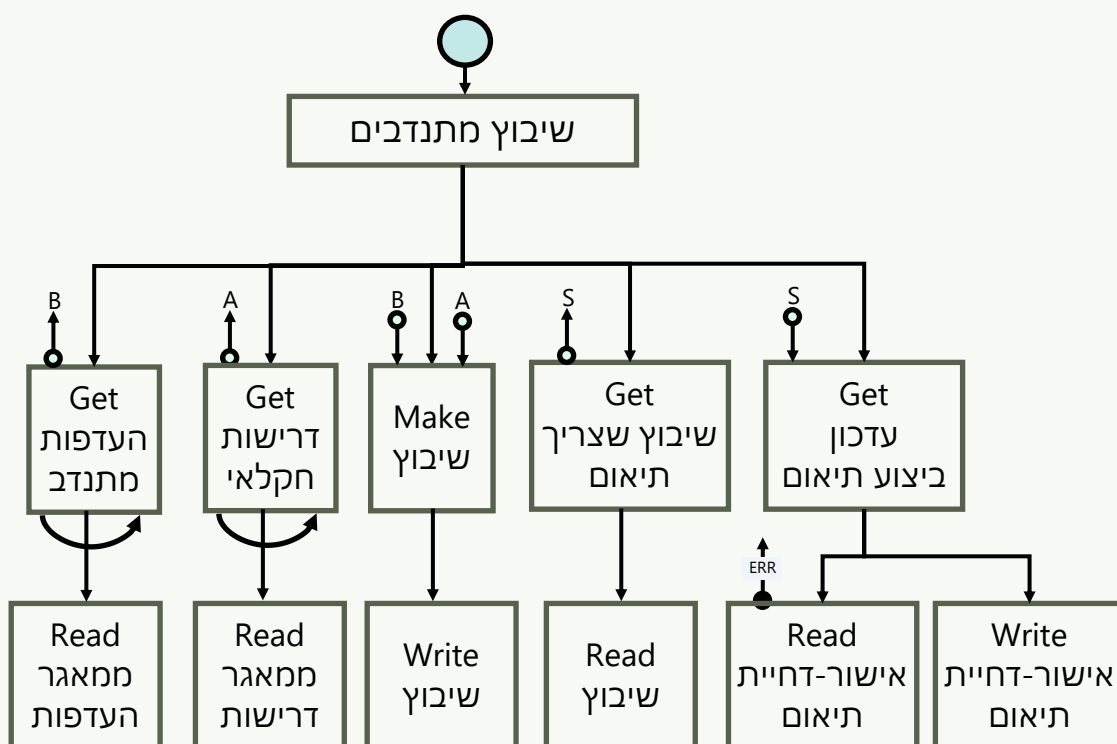 שיבוץ מתנדבים
B
A
B
A
S
S
Get
העדפות
מתנדב
Get
דרישות
חקלאי
Make
שיבוץ
Get
שיבוץ שצריך
תיאום
Get
עדכון
ביצוע תיאום
ERR
Read
ממאגר
העדפות
Read
ממאגר
דרישות
Write
שיבוץ
Read
שיבוץ
Read
אישור-דחיית
תיאום
Write
אישור-דחיית
תיאום